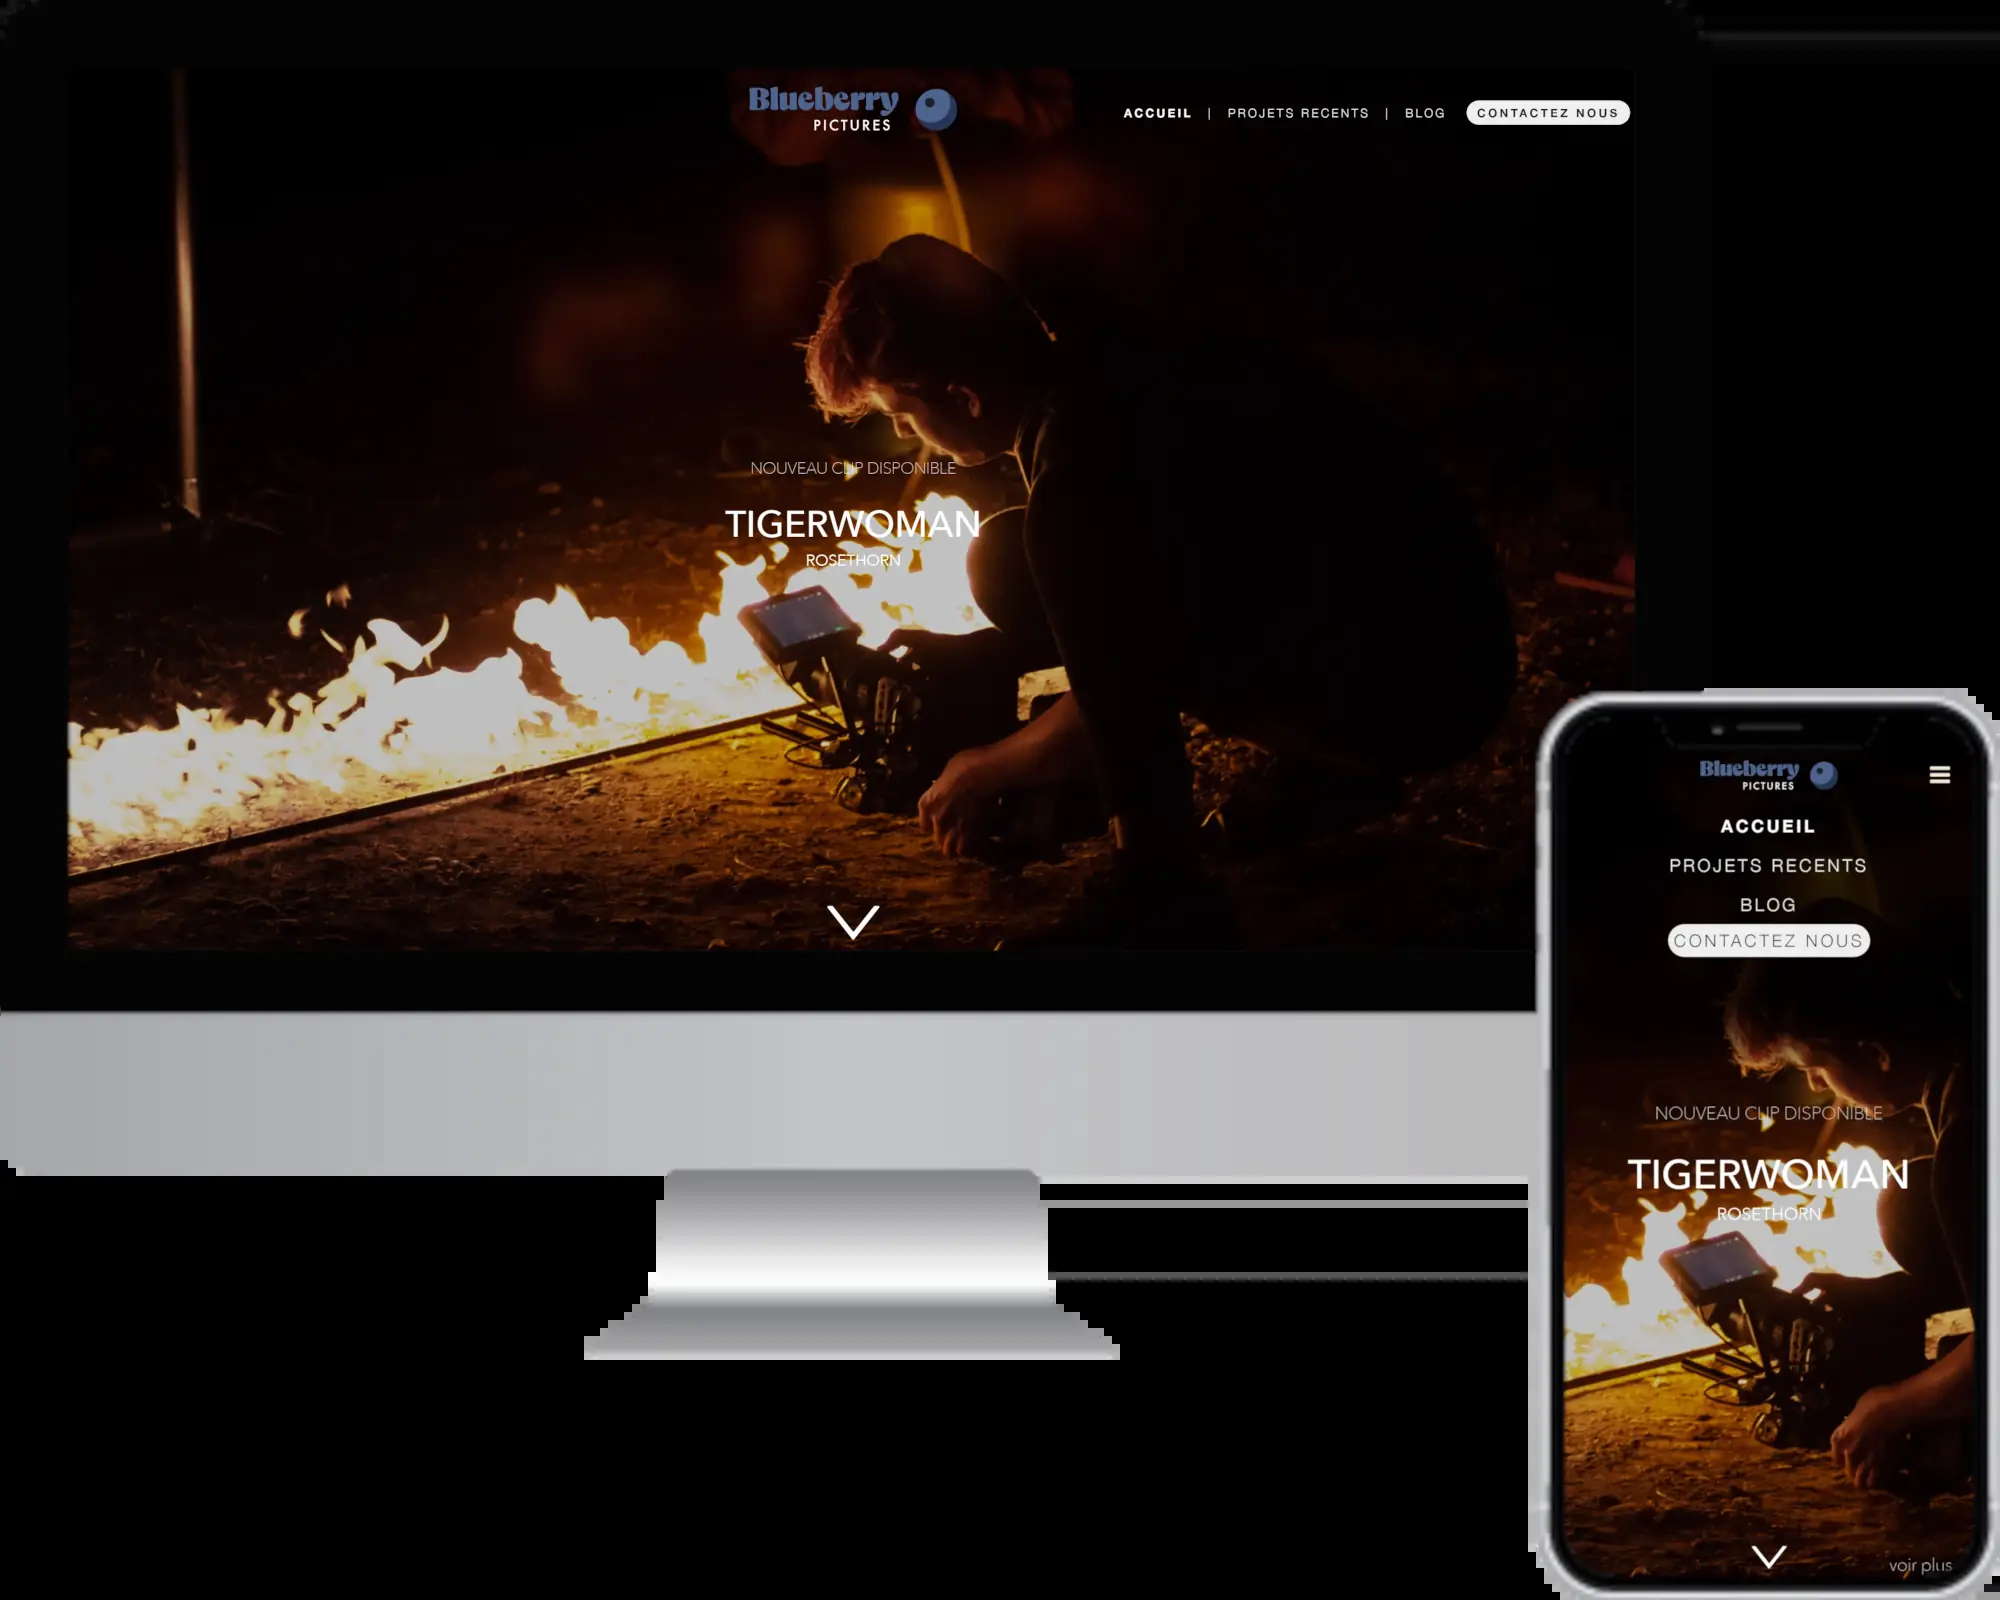 Blueberry
PICTURES
ACCUEIL | PROJETS RECENTS | BLOG CONTACTEZ NOUS
NOUVEAU CLIP DISPONIBLE
TIGERWOMAN
ROSETHORN
Blueberry
PICTURES
ACCUEIL
PROJETS RECENTS
BLOG
CONTACTEZ NOUS
NOUVEAU CLIP DISPONIBLE
TIGERWOMAN
ROSETHORN
voir plus